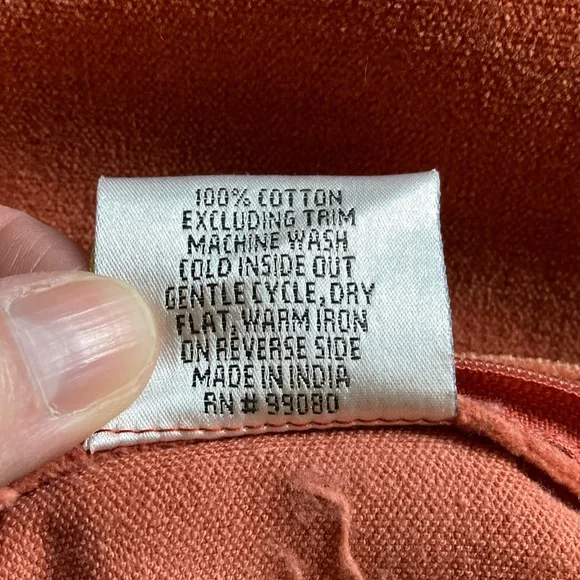 100% COTTON
EXCLUDING TRIM
MACHINE WASH
COLD INSIDE OUT
GENTLE CYCLE, DRY
FLAT, WARM IRON
ON REVERSE SIDE
MADE IN INDIA
RN # 99080